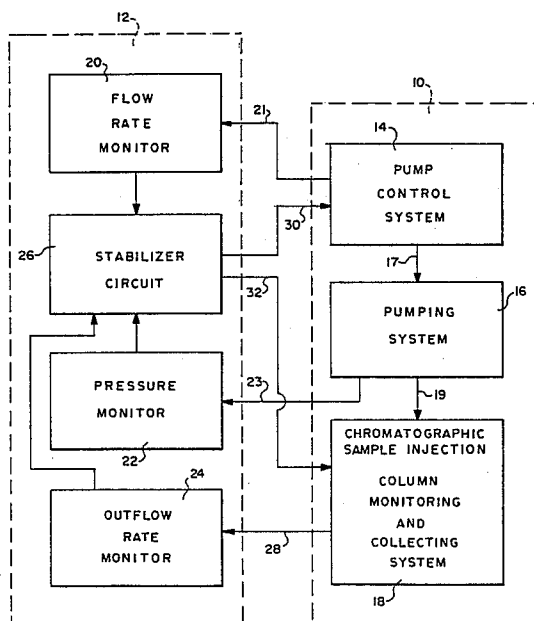 12
20
FLOW
RATE
MONITOR
21
10
14
PUMP
CONTROL
SYSTEM
26
STABILIZER
CIRCUIT
30
32
17
16
PUMPING
SYSTEM
PRESSURE
MONITOR
22
23
19
CHROMATOGRAPHIC
SAMPLE INJECTION
COLUMN
MONITORING
AND
COLLECTING
SYSTEM
18
24
OUTFLOW
RATE
MONITOR
28